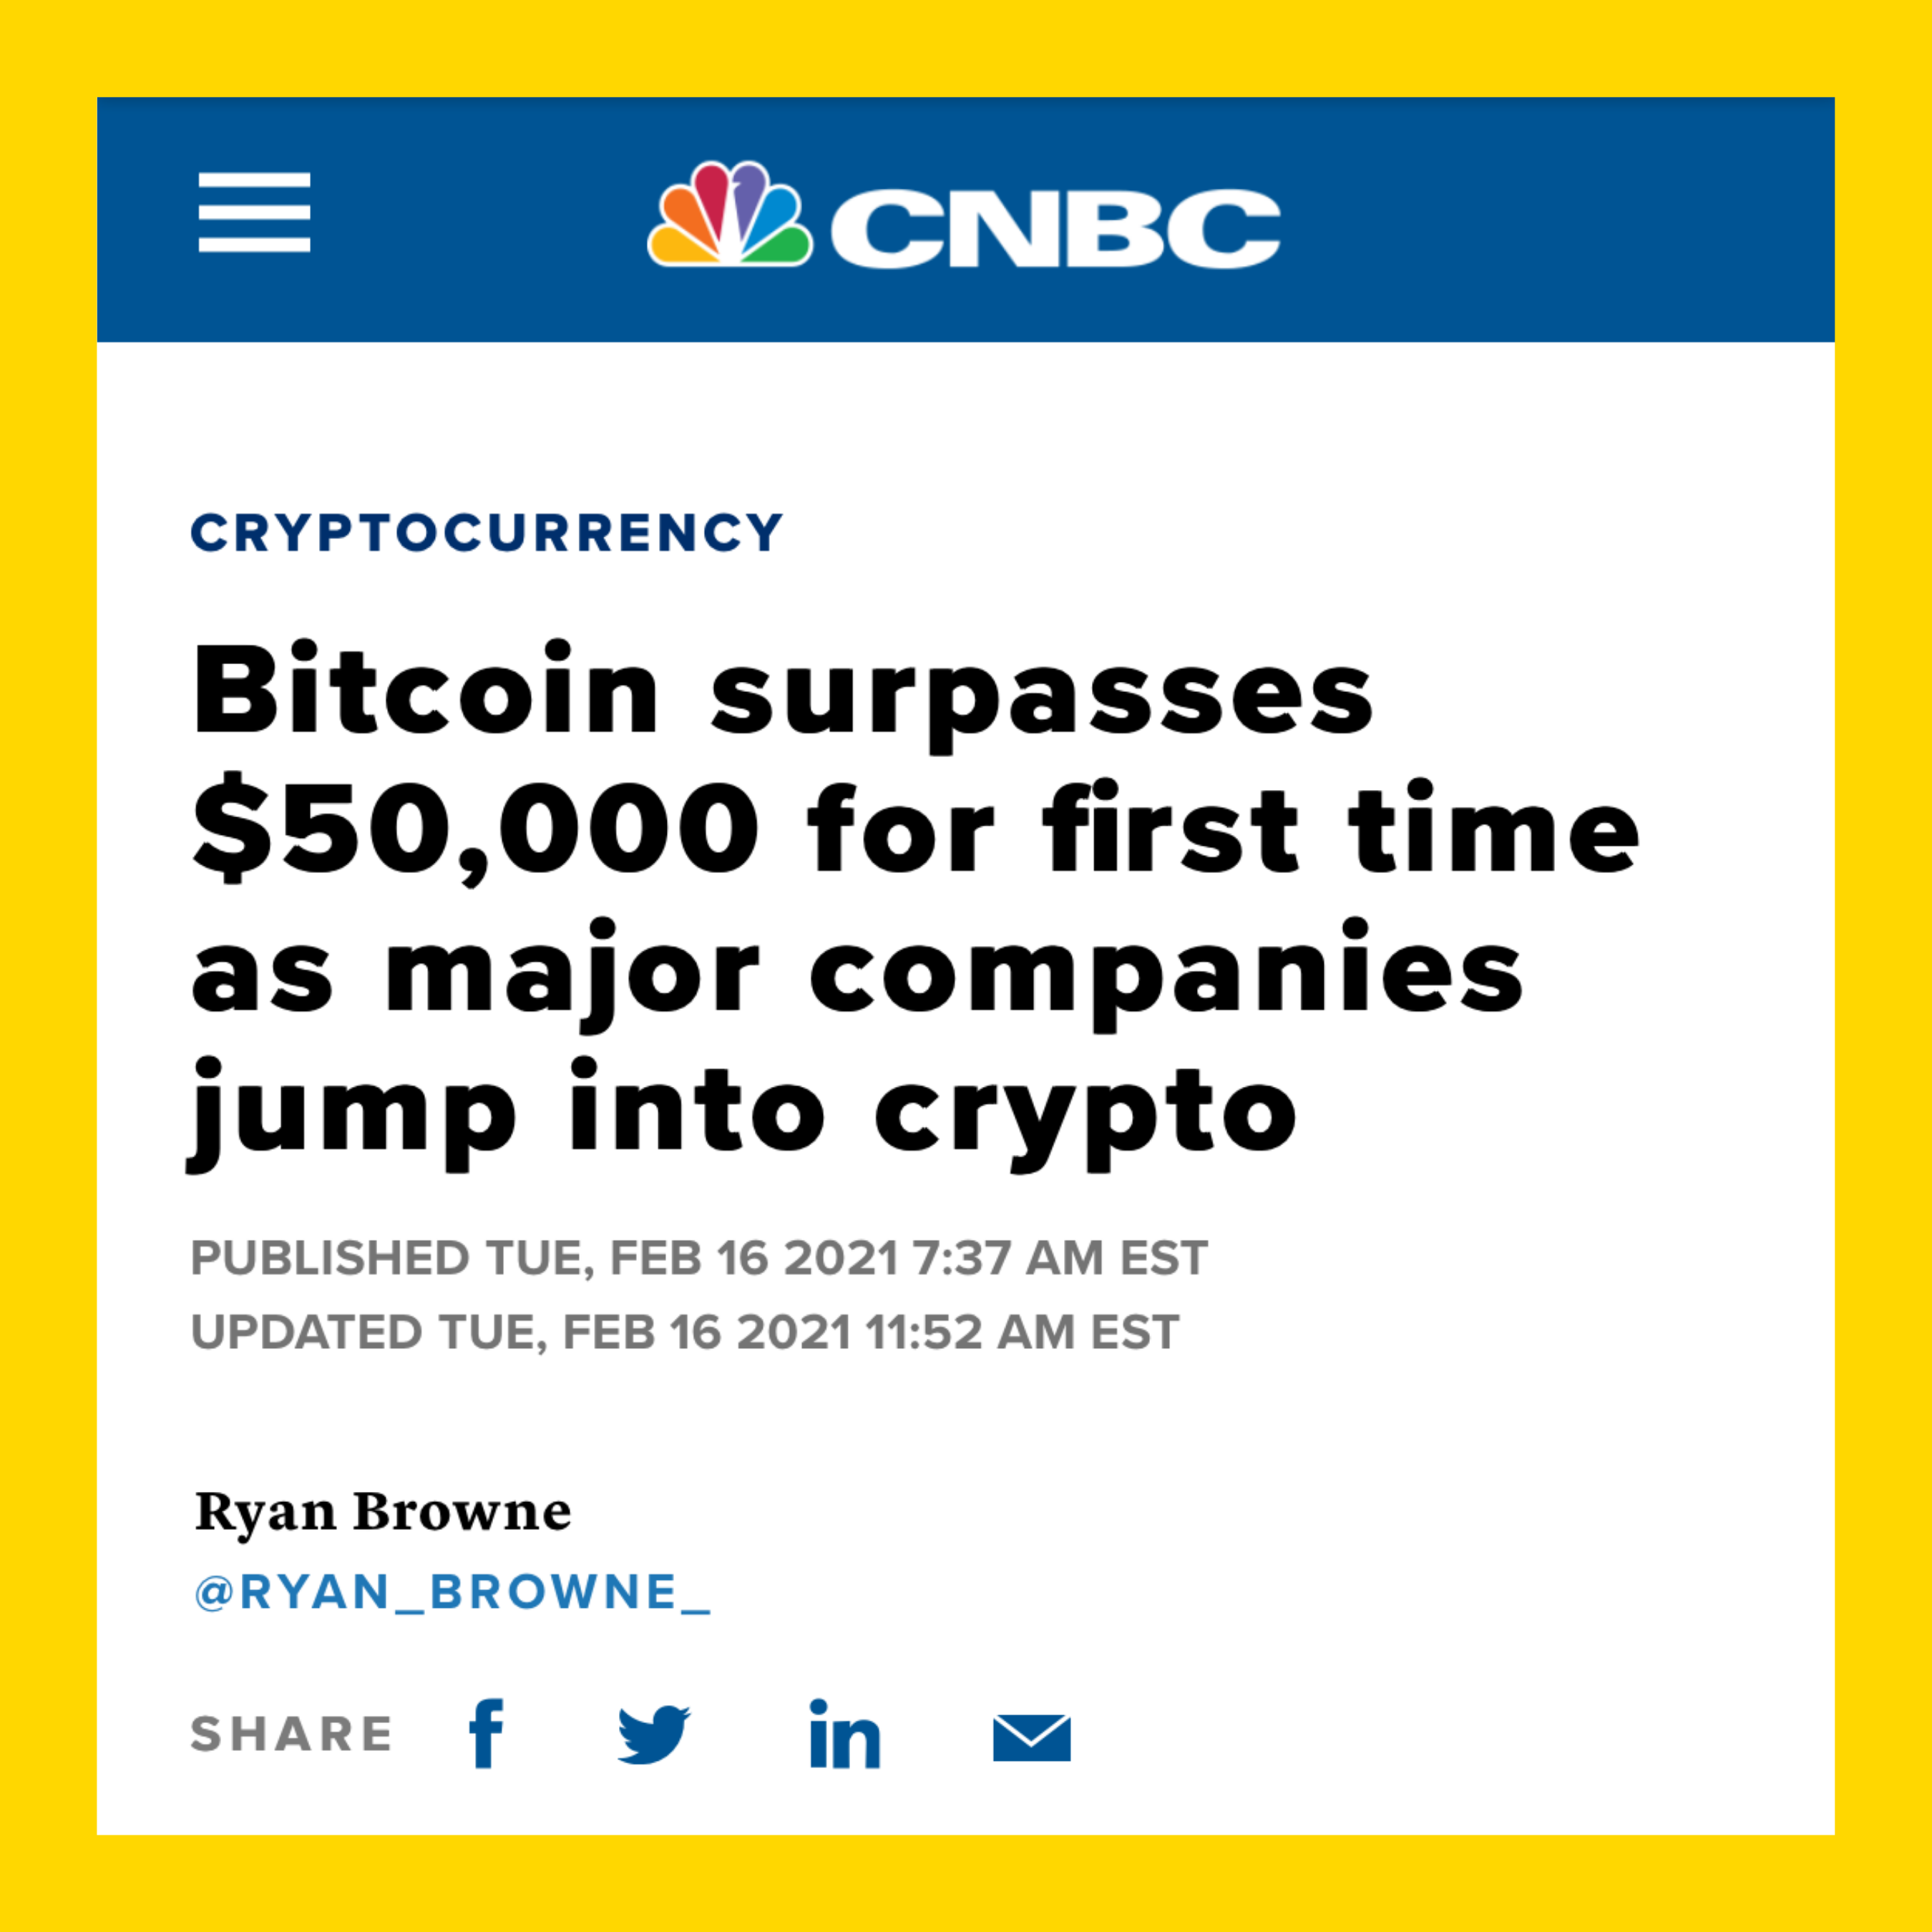 CNBC
CRYPTOCURRENCY
Bitcoin surpasses
$50,000 for first time
as major companies
jump into crypto
PUBLISHED TUE, FEB 16 2021 7:37 AM EST
UPDATED TUE, FEB 16 2021 11:52 AM EST
Ryan Browne
@RYAN_BROWNE_
SHARE f in